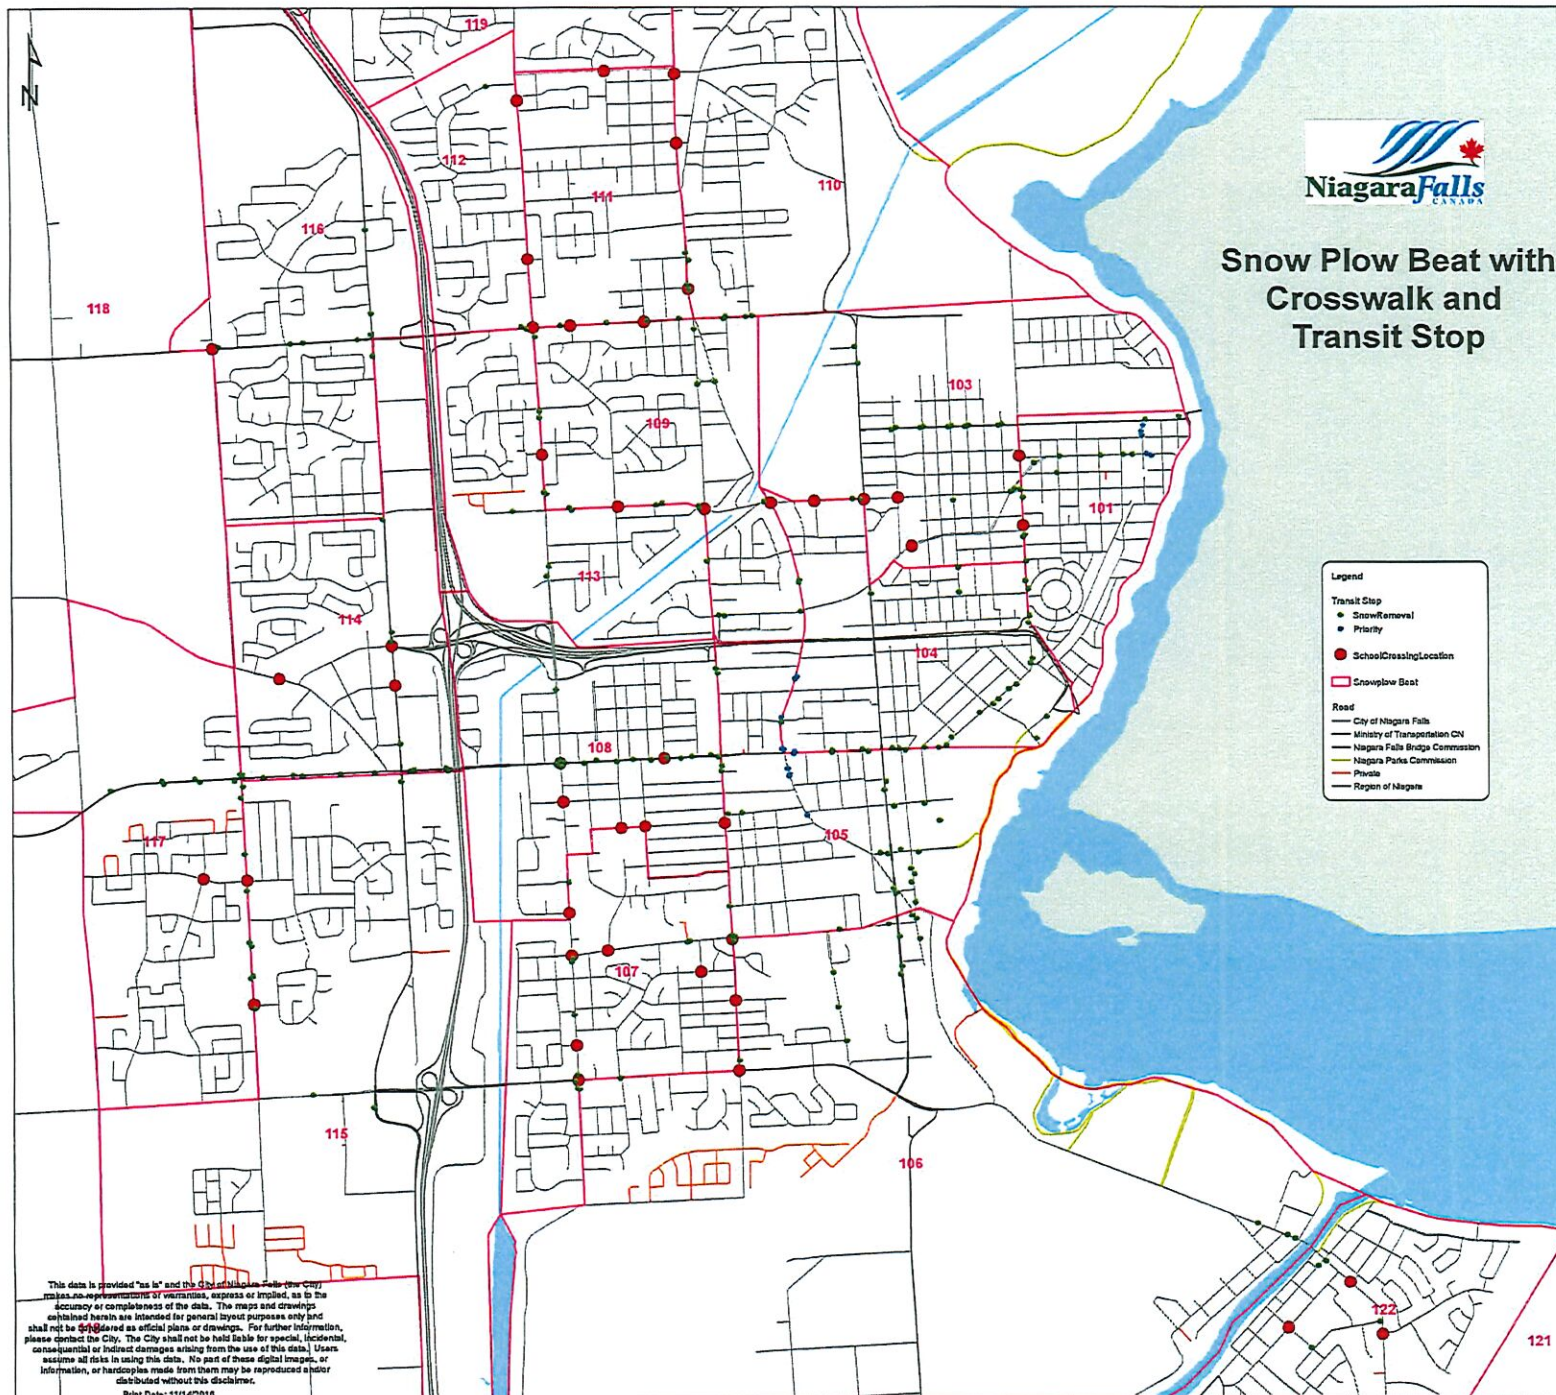 N
119
112
111
110
116
118
NiagaraFalls
CANADA
Snow Plow Beat with
Crosswalk and
Transit Stop
103
109
101
113
114
104
108
117
105
107
115
106
122
121
Legend
Transit Stop
SnowRemoval
Priority
SchoolCrossingLocation
Snowplow Beat
Road
City of Niagara Falls
Ministry of Transportation CN
Niagara Falls Bridge Commission
Niagara Parks Commission
Private
Region of Niagara
This data is provided "as is" and the City of Niagara Falls (the City)
makes no representations or warranties, express or implied, as to the
accuracy or completeness of the data. The maps and drawings
contained herein are intended for general layout purposes only and
shall not be considered as official plans or drawings. For further information,
please contact the City. The City shall not be held liable for special, incidental,
consequential or indirect damages arising from the use of this data. Users
assume all risks in using this data. No part of these digital images, or
information, or hardcopies made from them may be reproduced and/or
distributed without this disclaimer.
Print Date: 11/14/2018